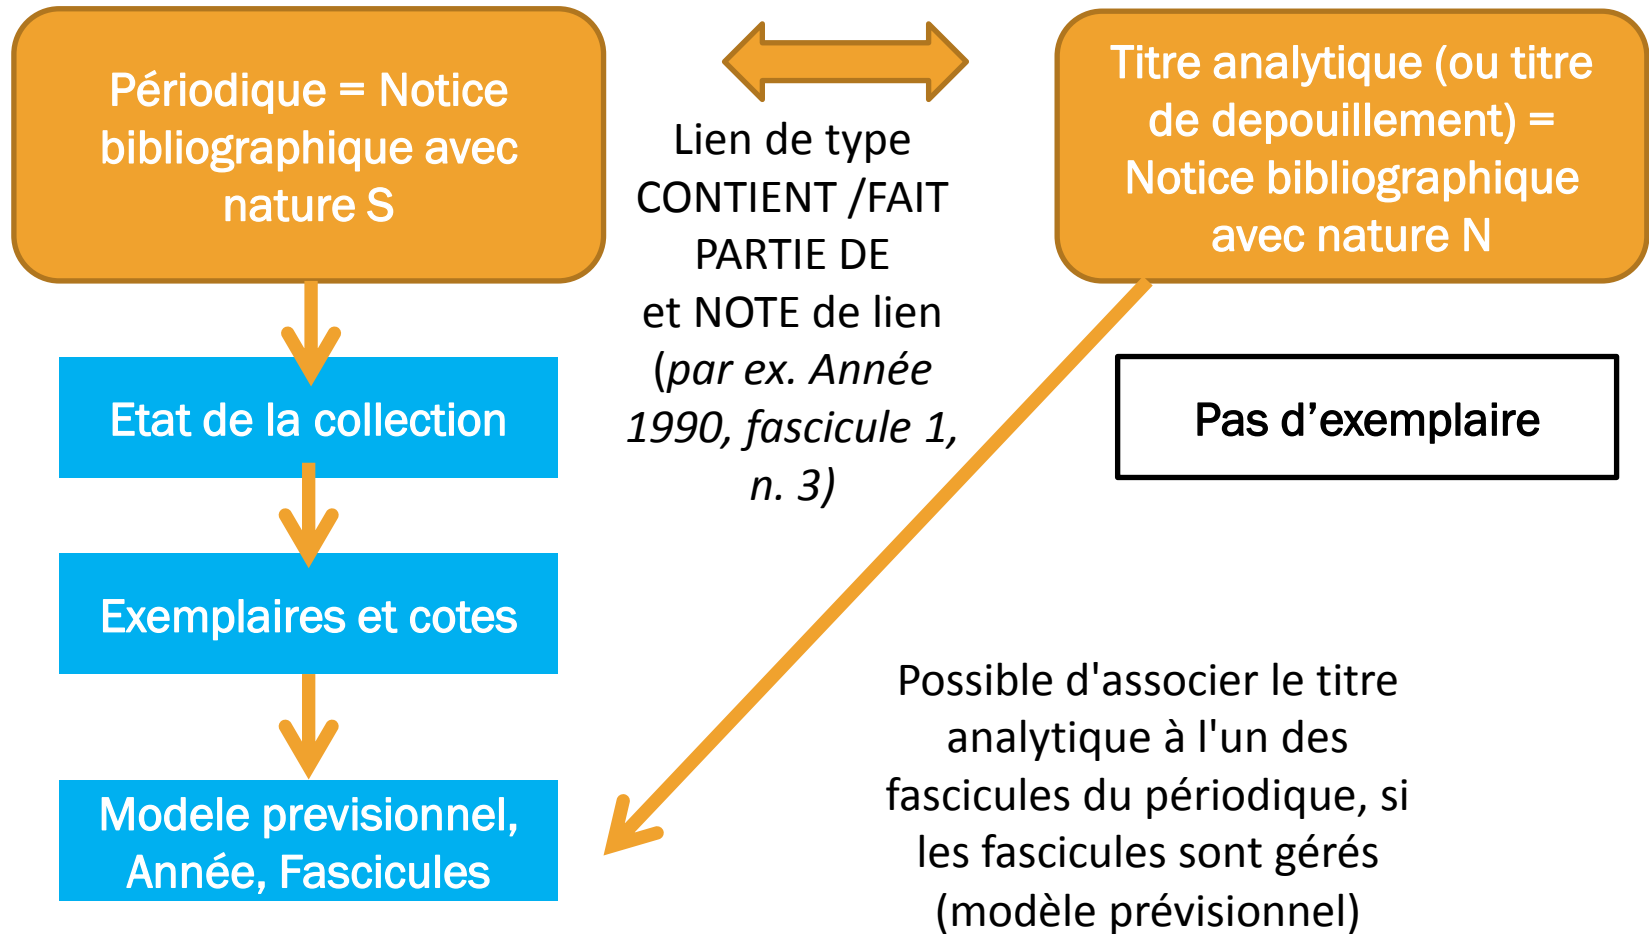 Périodique = Notice
bibliographique avec
nature S
Lien de type
CONTIENT /FAIT
PARTIE DE
et NOTE de lien
(par ex. Année
1990, fascicule 1,
n. 3)
Titre analytique (ou titre
de depouillement) =
Notice bibliographique
avec nature N
Etat de la collection
Pas d’exemplaire
Exemplaires et cotes
Modele previsionnel,
Année, Fascicules
Possible d'associer le titre
analytique à l'un des
fascicules du périodique, si
les fascicules sont gérés
(modèle prévisionnel)